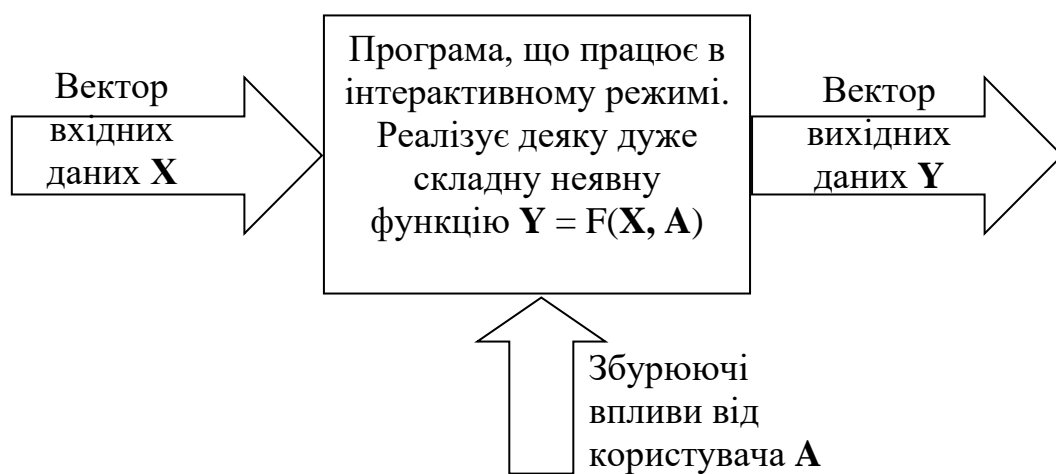 Вектор
вхідних
даних X
Програма, що працює в
інтерактивному режимі.
Реалізує деяку дуже
складну неявну
функцію Y = F(X, A)
Вектор
вихідних
даних Y
Збурюючі
впливи від
користувача A